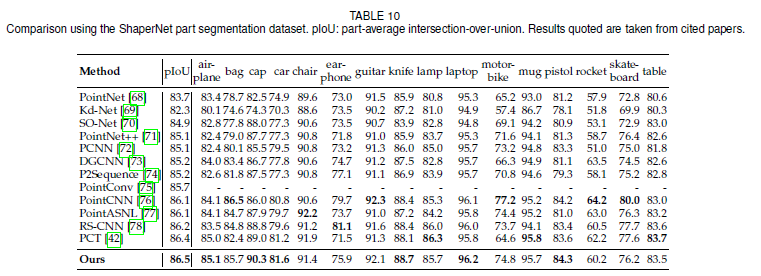 TABLE 10
Comparison using the ShaperNet part segmentation dataset. pIoU: part-average intersection-over-union. Results quoted are taken from cited papers.
Method pIoU air-plane bag cap car chair ear-phone guitar knife lamp laptop motor-bike mug pistol rocket skate-board table
PointNet [68] 83.7 83.4 78.7 82.5 74.9 89.6 73.0 91.5 85.9 80.8 95.3 65.2 93.0 81.2 57.9 72.8 80.6
Kd-Net [69] 82.3 80.1 74.6 74.3 70.3 88.6 73.5 90.2 87.2 81.0 94.9 57.4 86.7 78.1 51.8 69.9 80.3
SO-Net [70] 84.9 82.8 77.8 88.0 77.3 90.6 73.5 90.7 83.9 82.8 94.8 69.1 94.2 80.9 53.1 72.9 83.0
PointNet++ [71] 85.1 82.4 79.0 87.7 77.3 90.8 71.8 91.0 85.9 83.7 95.3 71.6 94.1 81.3 58.7 76.4 82.6
PCNN [72] 85.1 82.4 80.1 85.5 79.5 90.8 73.2 91.3 86.0 85.0 95.7 73.2 94.8 83.3 51.0 75.0 81.8
DGCNN [73] 85.2 84.0 83.4 86.7 77.8 90.6 74.7 91.2 87.5 82.8 95.7 66.3 94.9 81.1 63.5 74.5 82.6
P2Sequence [74] 85.2 82.6 81.8 87.5 77.3 90.8 77.1 91.1 86.9 83.9 95.7 70.8 94.6 79.3 58.1 75.2 82.8
PointConv [75] 85.7 - - - - - - - - - - - - - - - -
PointCNN [76] 86.1 84.1 86.5 86.0 80.8 90.6 79.7 92.3 88.4 85.3 96.1 77.2 95.2 84.2 64.2 80.0 83.0
PointASNL [77] 86.1 84.1 84.7 87.9 79.7 92.2 73.7 91.0 87.2 84.2 95.8 74.4 95.2 81.0 63.0 76.3 83.2
RS-CNN [78] 86.2 83.5 84.8 88.8 79.6 91.2 81.1 91.6 88.4 86.0 96.0 73.7 94.1 83.4 60.5 77.7 83.6
PCT [42] 86.4 85.0 82.4 89.0 81.2 91.9 71.5 91.3 88.1 86.3 95.8 64.6 95.8 83.6 62.2 77.6 83.7
Ours 86.5 85.1 85.7 90.3 81.6 91.4 75.9 92.1 88.7 85.7 96.2 74.8 95.7 84.3 60.2 76.2 83.5